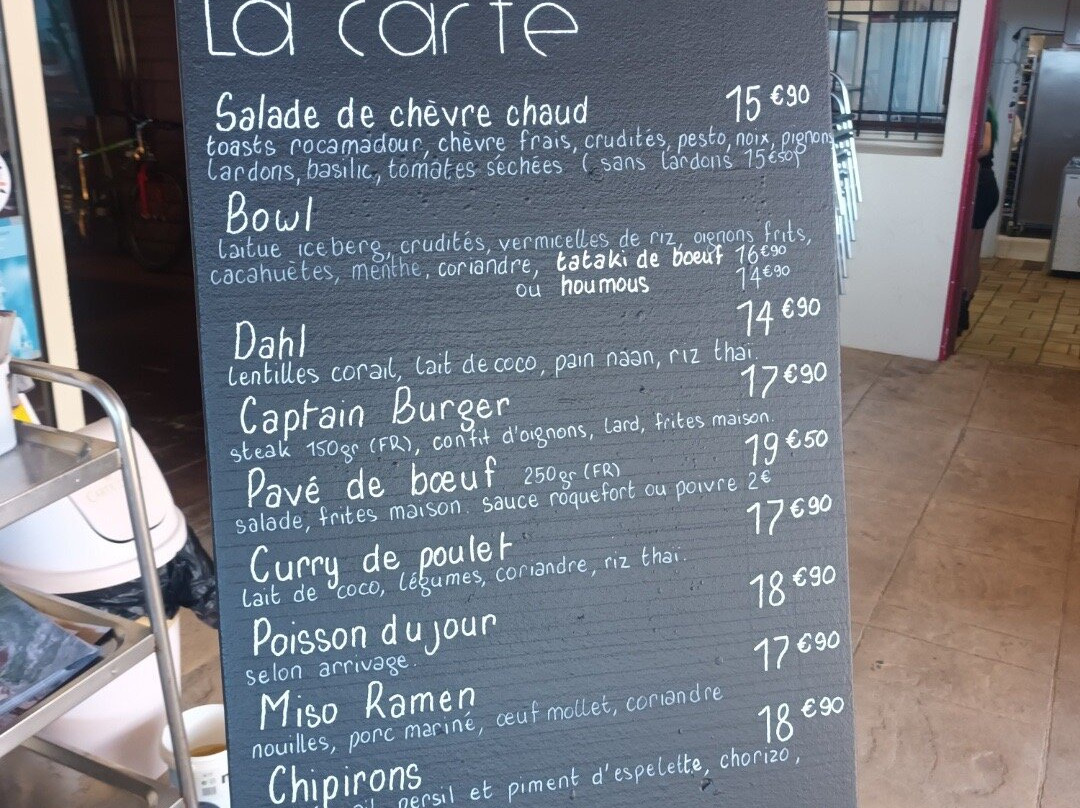 La carte
Salade de chèvre chaud 15€90
toasts rocamadour, chèvre frais, crudités, pesto, noix, pignons
lardons, basilic, tomates séchées (sans lardons 15€50)
Bowl
laitue iceberg, crudités, vermicelles de riz, oignons frits,
cacahuètes, menthe, coriandre, tataki de boeuf 16€90
ou houmous 14€90
Dahl 14€90
lentilles corail, lait de coco, pain naan, riz thaï.
Captain Burger 17€90
steak 150gr (FR), confit d'oignons, lard, frites maison.
Pavé de bœuf 250gr (FR) 19€50
salade, frites maison. sauce roquefort ou poivre 2€
Curry de poulet 17€90
lait de coco, légumes, coriandre, riz thaï.
Poisson du jour 18€90
selon arrivage.
Miso Ramen 17€90
nouilles, porc mariné, œuf mollet, coriandre
Chipirons 18€90
persil et piment d'espelette, chorizo,